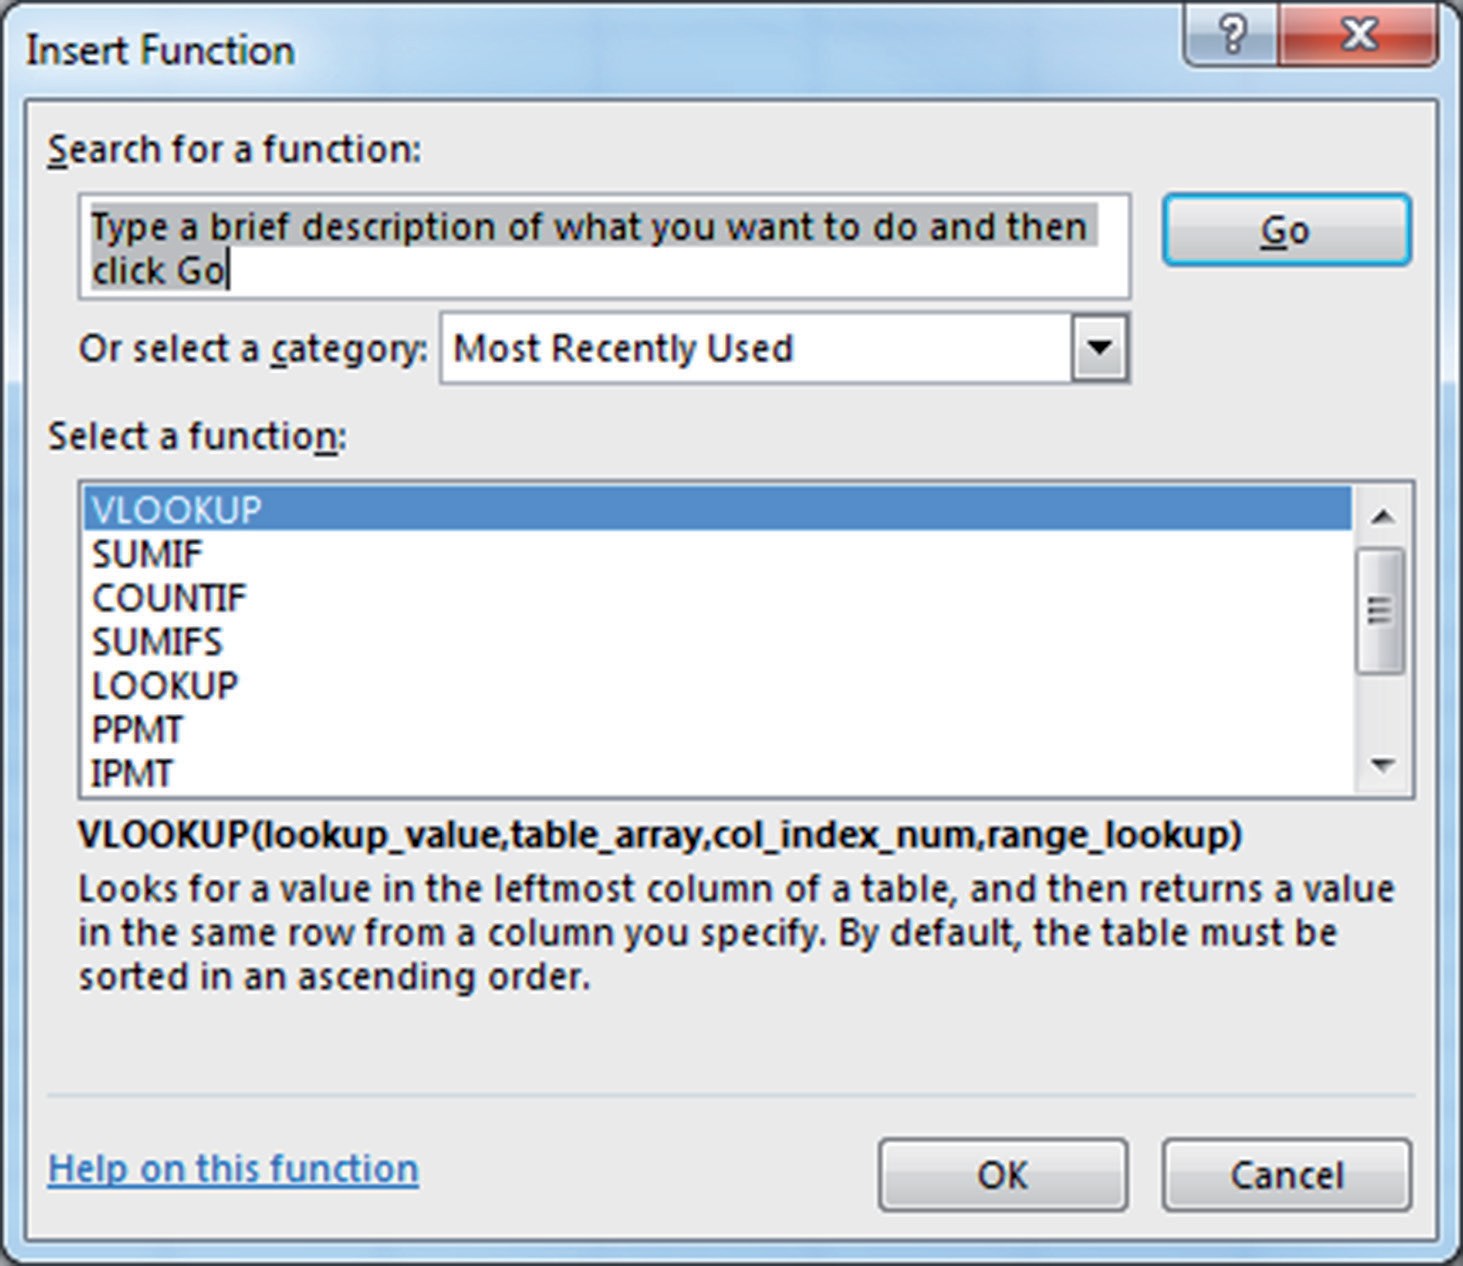 Insert Function
Search for a function:
Type a brief description of what you want to do and then
click Go
Go
Or select a category: Most Recently Used
Select a function:
VLOOKUP
SUMIF
COUNTIF
SUMIFS
LOOKUP
PPMT
IPMT
VLOOKUP(lookup_value,table_array,col_index_num,range_lookup)
Looks for a value in the leftmost column of a table, and then returns a value
in the same row from a column you specify. By default, the table must be
sorted in an ascending order.
Help on this function
OK
Cancel